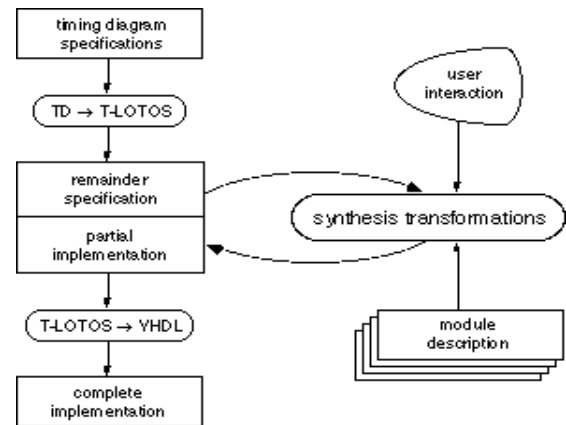 timing diagram
specifications
user
interaction
TD → T-LOTOS
remainder
specification
synthesis transformations
partial
implementation
T-LOTOS → VHDL
module
description
complete
implementation